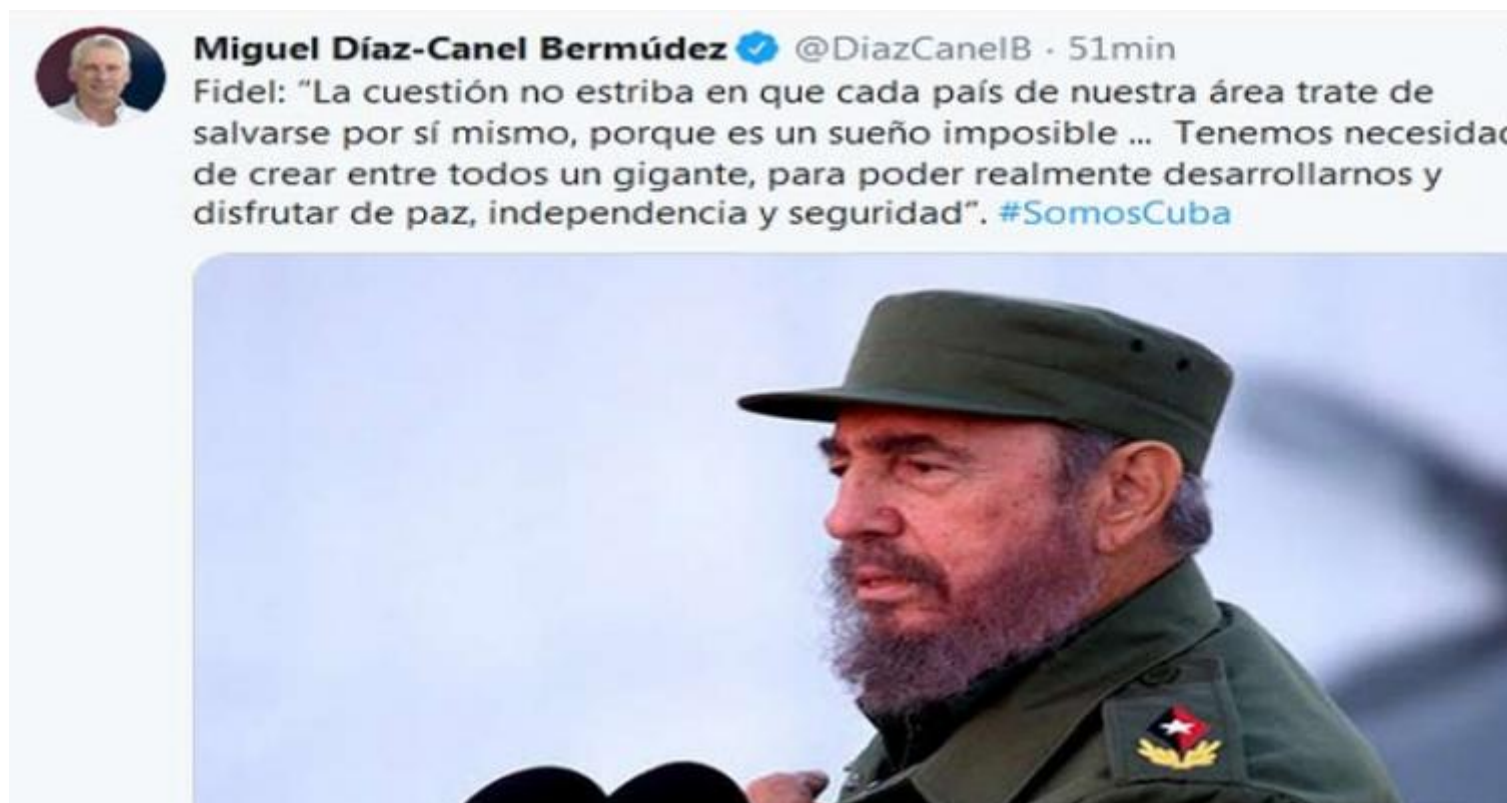 Miguel Díaz-Canel Bermúdez @DiazCanelB · 51min
Fidel: “La cuestión no estriba en que cada país de nuestra área trate de
salvarse por sí mismo, porque es un sueño imposible ... Tenemos necesidad
de crear entre todos un gigante, para poder realmente desarrollarnos y
disfrutar de paz, independencia y seguridad”. #SomosCuba